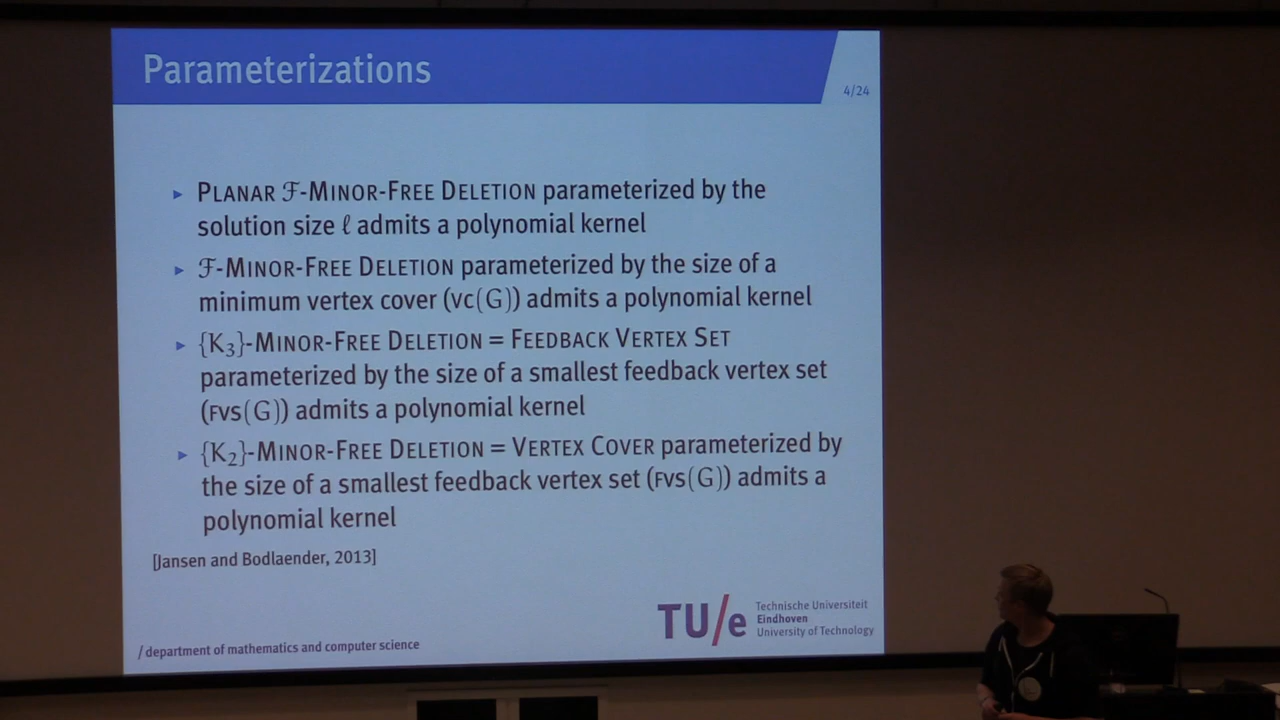 Parameterizations
4/24
▸ PLANAR ℱ-MINOR-FREE DELETION parameterized by the
solution size ℓ admits a polynomial kernel
▸ ℱ-MINOR-FREE DELETION parameterized by the size of a
minimum vertex cover (VC(G)) admits a polynomial kernel
▸ {K₃}-MINOR-FREE DELETION = FEEDBACK VERTEX SET
parameterized by the size of a smallest feedback vertex set
(FVS(G)) admits a polynomial kernel
▸ {K₂}-MINOR-FREE DELETION = VERTEX COVER parameterized by
the size of a smallest feedback vertex set (FVS(G)) admits a
polynomial kernel
[Jansen and Bodlaender, 2013]
/ department of mathematics and computer science
TU/e
Technische Universiteit
Eindhoven
University of Technology